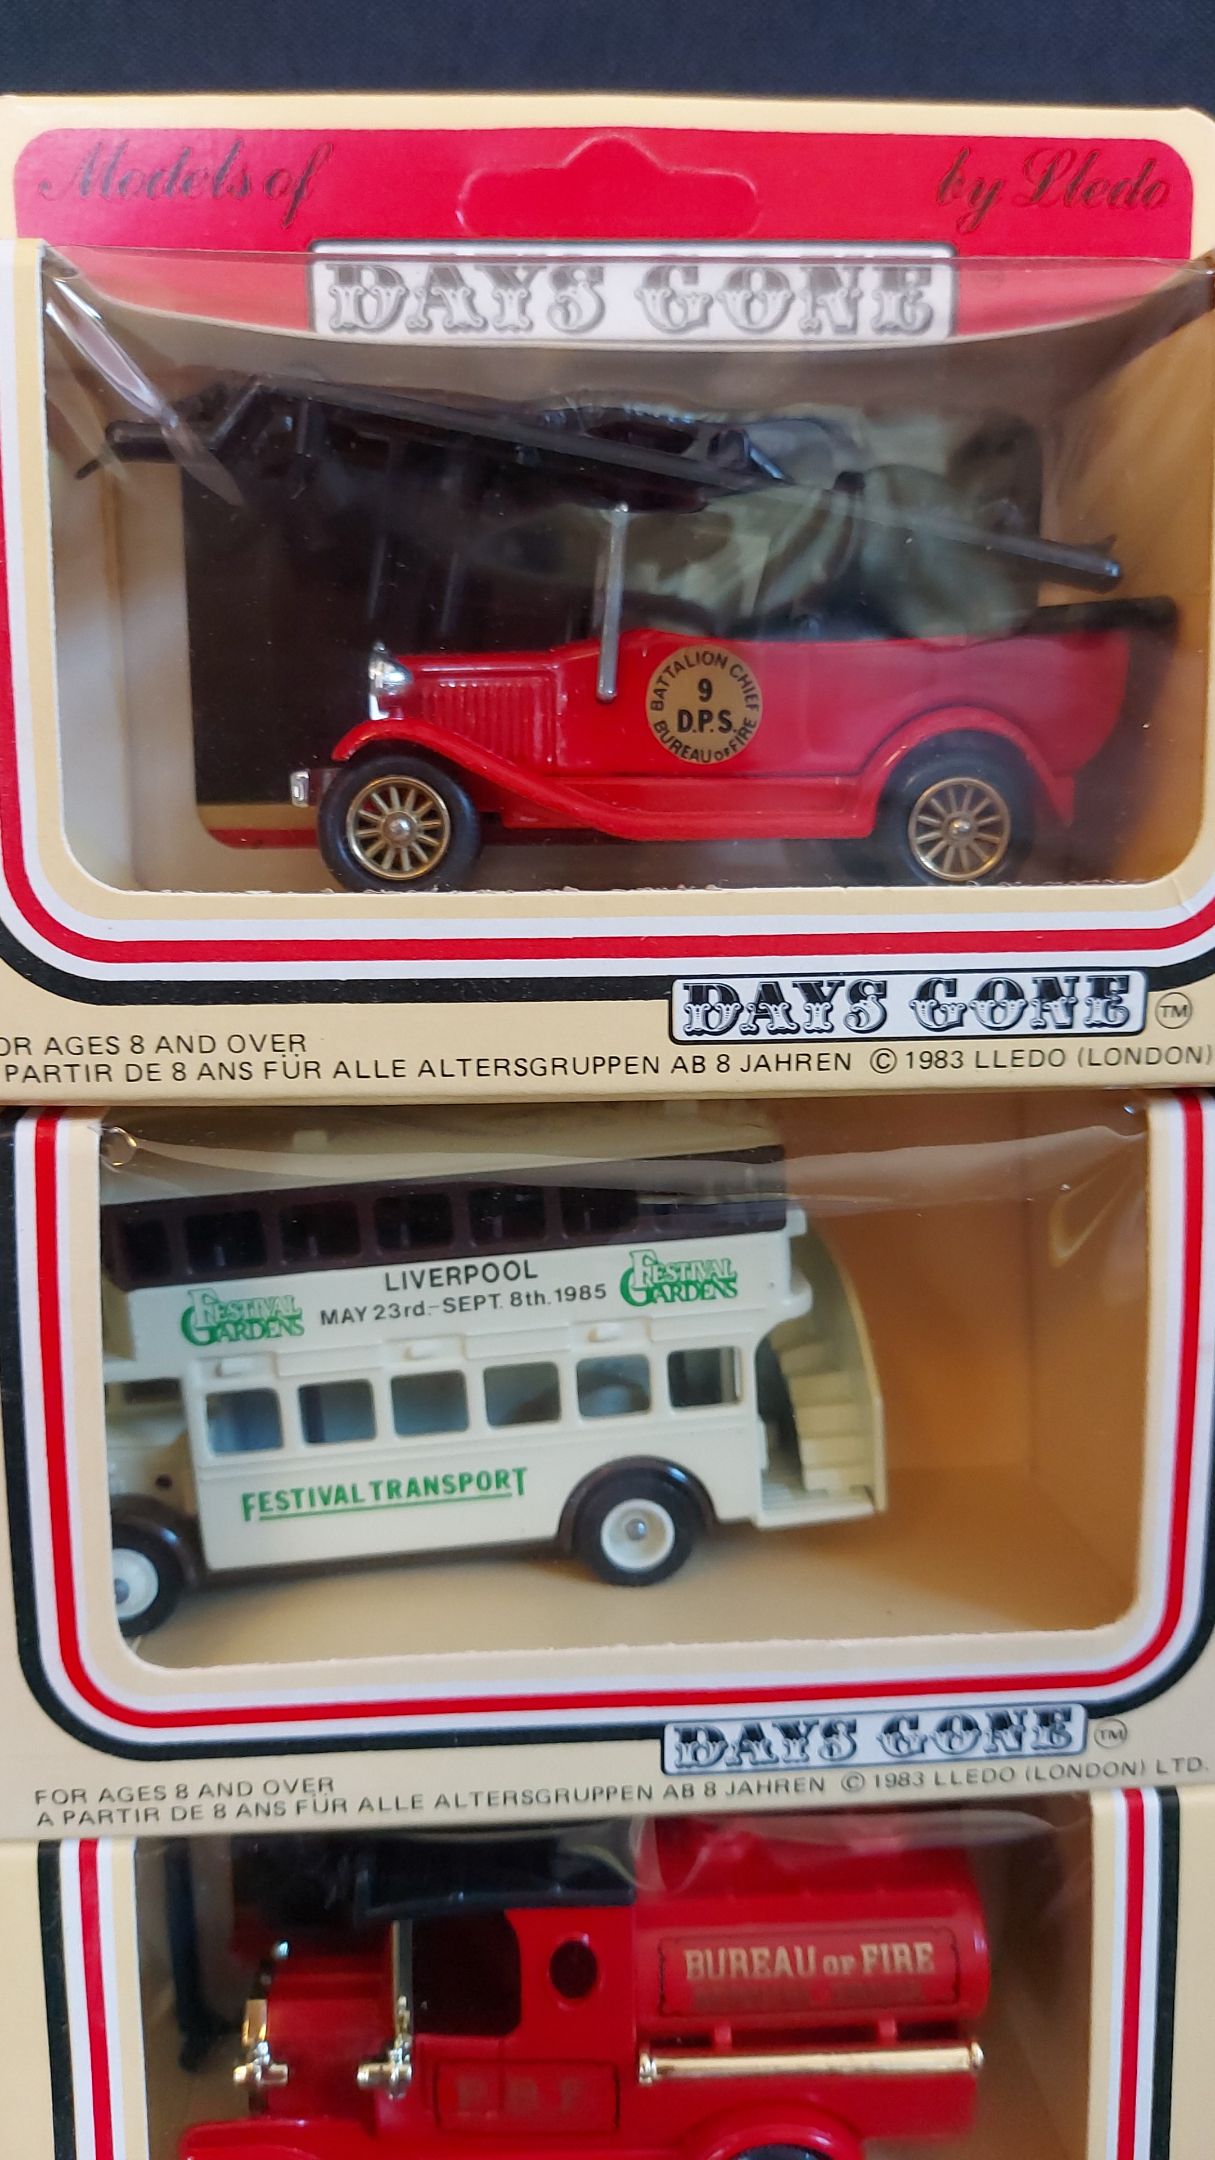 Models of
by Lledo
DAYS GONE
BATTALION CHIEF
9
D.P.S.
BUREAU OF FIRE
DAYS GONE TM
OR AGES 8 AND OVER
PARTIR DE 8 ANS FÜR ALLE ALTERSGRUPPEN AB 8 JAHREN © 1983 LLEDO (LONDON)
LIVERPOOL
FESTIVAL GARDENS
MAY 23rd.-SEPT. 8th. 1985
FESTIVAL GARDENS
FESTIVAL TRANSPORT
DAYS GONE TM
FOR AGES 8 AND OVER
A PARTIR DE 8 ANS FÜR ALLE ALTERSGRUPPEN AB 8 JAHREN © 1983 LLEDO (LONDON) LTD.
BUREAU OF FIRE